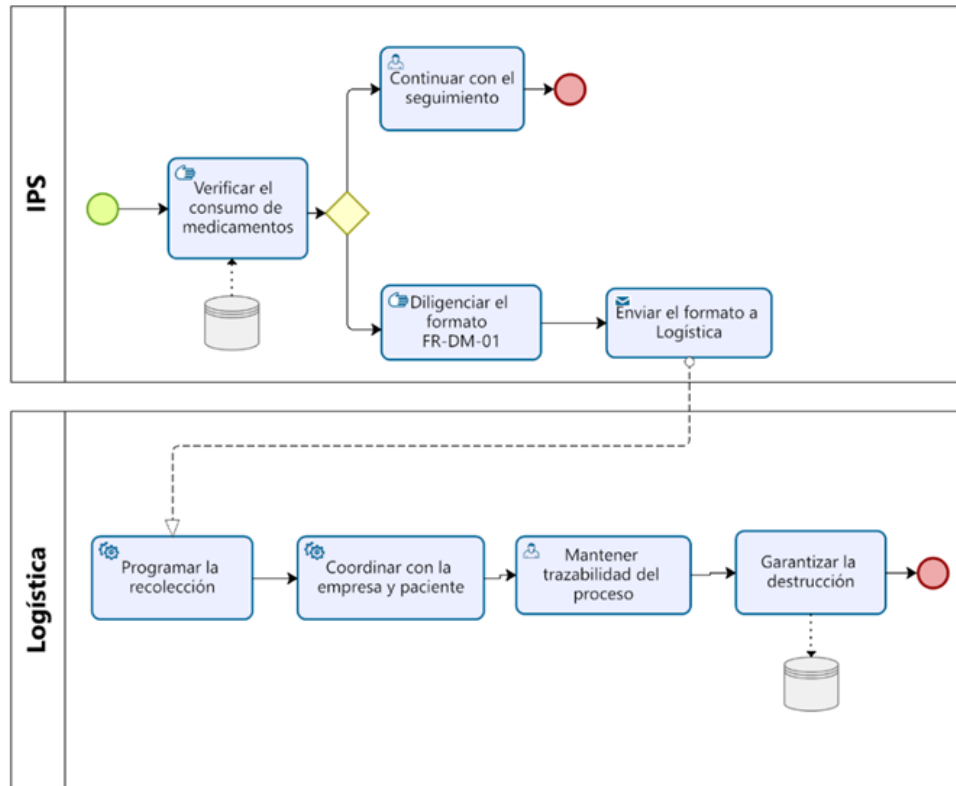 IPS
Continuar con el
seguimiento
Verificar el
consumo de
medicamentos
Diligenciar el
formato
FR-DM-01
Enviar el formato a
Logística
Logística
Programar la
recolección
Coordinar con la
empresa y paciente
Mantener
trazabilidad del
proceso
Garantizar la
destrucción